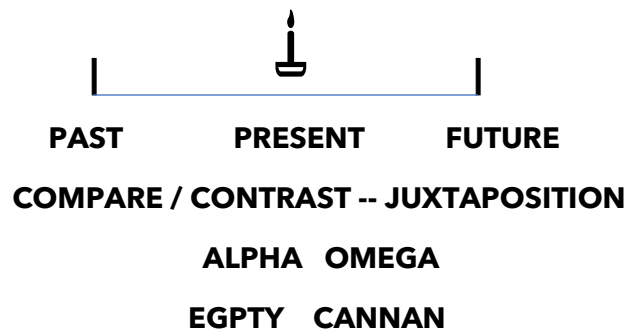 PAST PRESENT FUTURE
COMPARE / CONTRAST -- JUXTAPOSITION
ALPHA OMEGA
EGPTY CANNAN